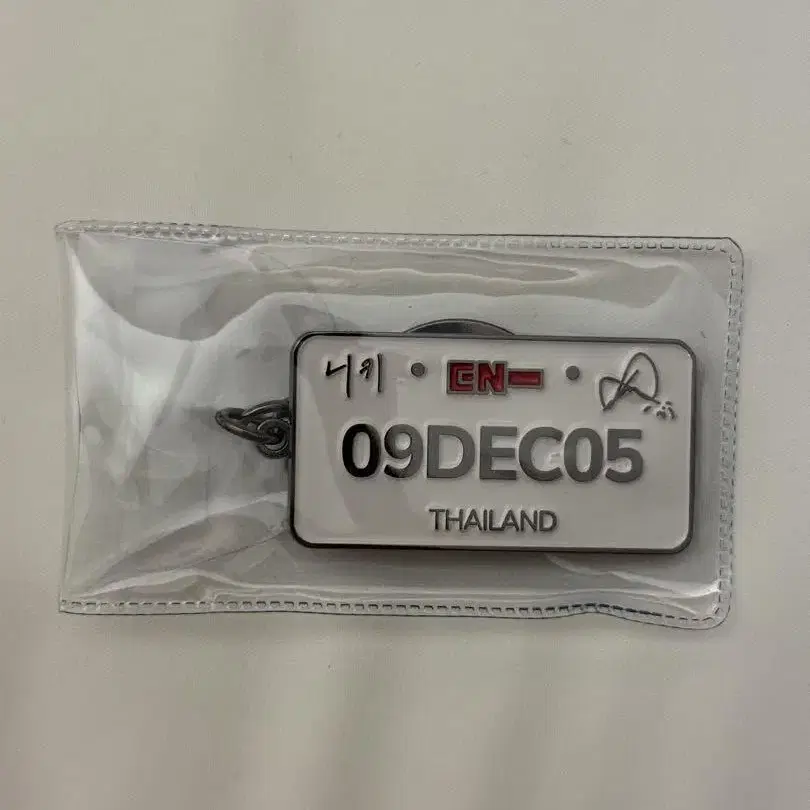 니키 • EN- •
09DEC05
THAILAND